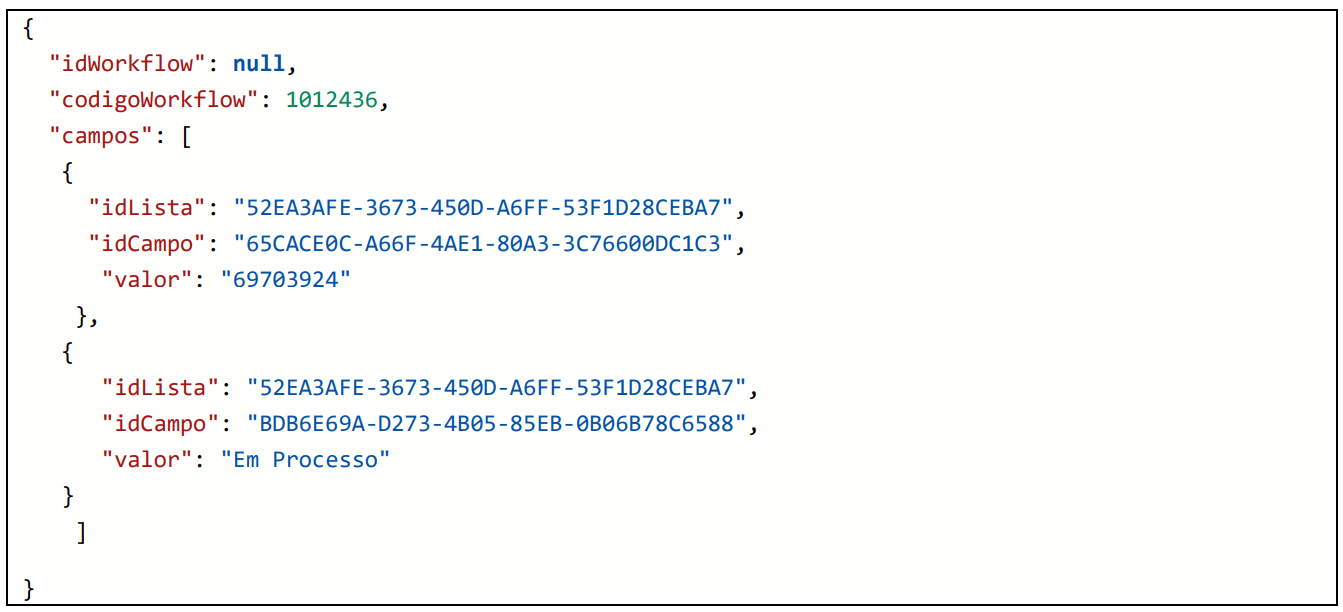 {
"idWorkflow": null,
"codigoWorkflow": 1012436,
"campos": [
{
"idLista": "52EA3AFE-3673-450D-A6FF-53F1D28CEBA7",
"idCampo": "65CACE0C-A66F-4AE1-80A3-3C76600DC1C3",
"valor": "69703924"
},
{
"idLista": "52EA3AFE-3673-450D-A6FF-53F1D28CEBA7",
"idCampo": "BDB6E69A-D273-4B05-85EB-0B06B78C6588",
"valor": "Em Processo"
}
]
}